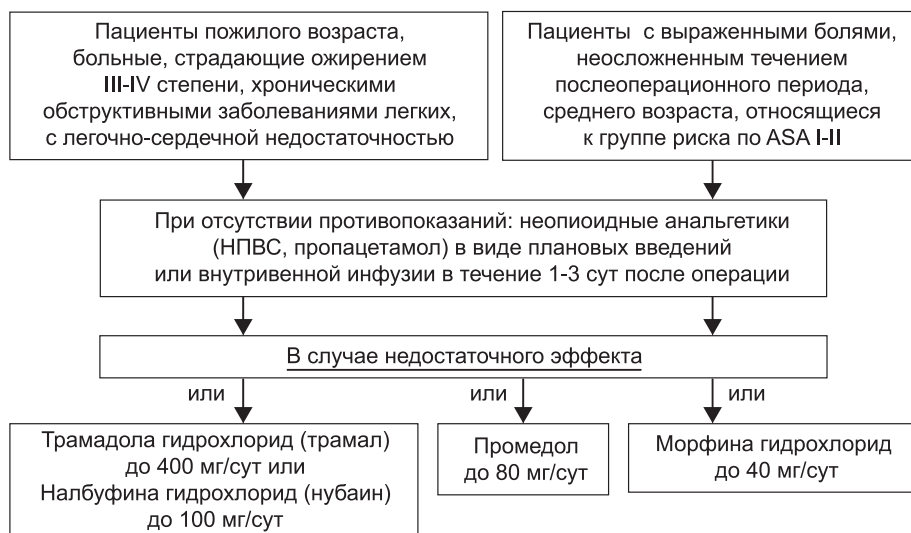 Пациенты пожилого возраста,
больные, страдающие ожирением
III-IV степени, хроническими
обструктивными заболеваниями легких,
с легочно-сердечной недостаточностью
Пациенты с выраженными болями,
неосложненным течением
послеоперационного периода,
среднего возраста, относящиеся
к группе риска по ASA I-II
При отсутствии противопоказаний: неопиоидные анальгетики
(НПВС, пропацетамол) в виде плановых введений
или внутривенной инфузии в течение 1-3 сут после операции
В случае недостаточного эффекта
или
или
или
Трамадола гидрохлорид (трамал)
до 400 мг/сут или
Налбуфина гидрохлорид (нубаин)
до 100 мг/сут
Промедол
до 80 мг/сут
Морфина гидрохлорид
до 40 мг/сут